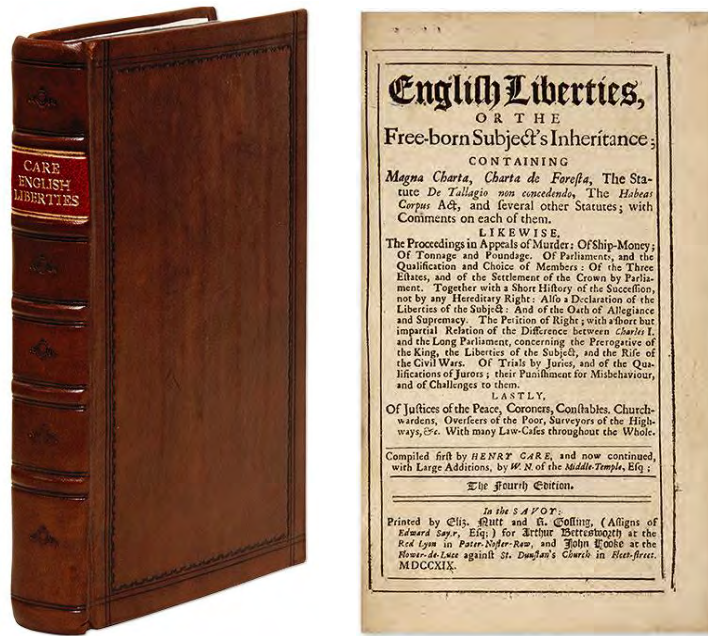 CARE
ENGLISH
LIBERTIES
Engliſh Liberties,
OR THE
Free-born Subject's Inheritance;
CONTAINING
Magna Charta, Charta de Foreſta, The Sta-
tute De Tallagio non concedendo, The Habeas
Corpus Act, and ſeveral other Statutes; with
Comments on each of them.
LIKEWISE,
The Proceedings in Appeals of Murder: Of Ship-Money;
Of Tonnage and Poundage. Of Parliaments, and the
Qualification and Choice of Members: Of the Three
Eſtates, and of the Settlement of the Crown by Parlia-
ment. Together with a Short Hiſtory of the Succeſſion,
not by any Hereditary Right: Alſo a Declaration of the
Liberties of the Subject: And of the Oath of Allegiance
and Supremacy. The Petition of Right; with a ſhort but
impartial Relation of the Difference between Charles I.
and the Long Parliament, concerning the Prerogative of
the King, the Liberties of the Subject, and the Riſe of
the Civil Wars. Of Trials by Juries, and of the Qua-
lifications of Jurors; their Puniſhment for Miſbehaviour,
and of Challenges to them.
LASTLY,
Of Juſtices of the Peace, Coroners, Conſtables. Church-
wardens, Overſeers of the Poor, Surveyors of the High-
ways, &c. With many Law-Caſes throughout the Whole.
Compiled firſt by HENRY CARE, and now continued,
with Large Additions, by W. N. of the Middle-Temple, Eſq;
The Fourth Edition.
In the SAVOY:
Printed by Eliz. Nutt and R. Goſling, (Aſſigns of
Edward Sayer, Eſq;) for Arthur Betteſworth at the
Red Lyon in Pater-Noſter-Row, and John Cooke at the
Flower-de-Luce againſt St. Dunſtan's Church in Fleet-ſtreet.
MDCCXIX.